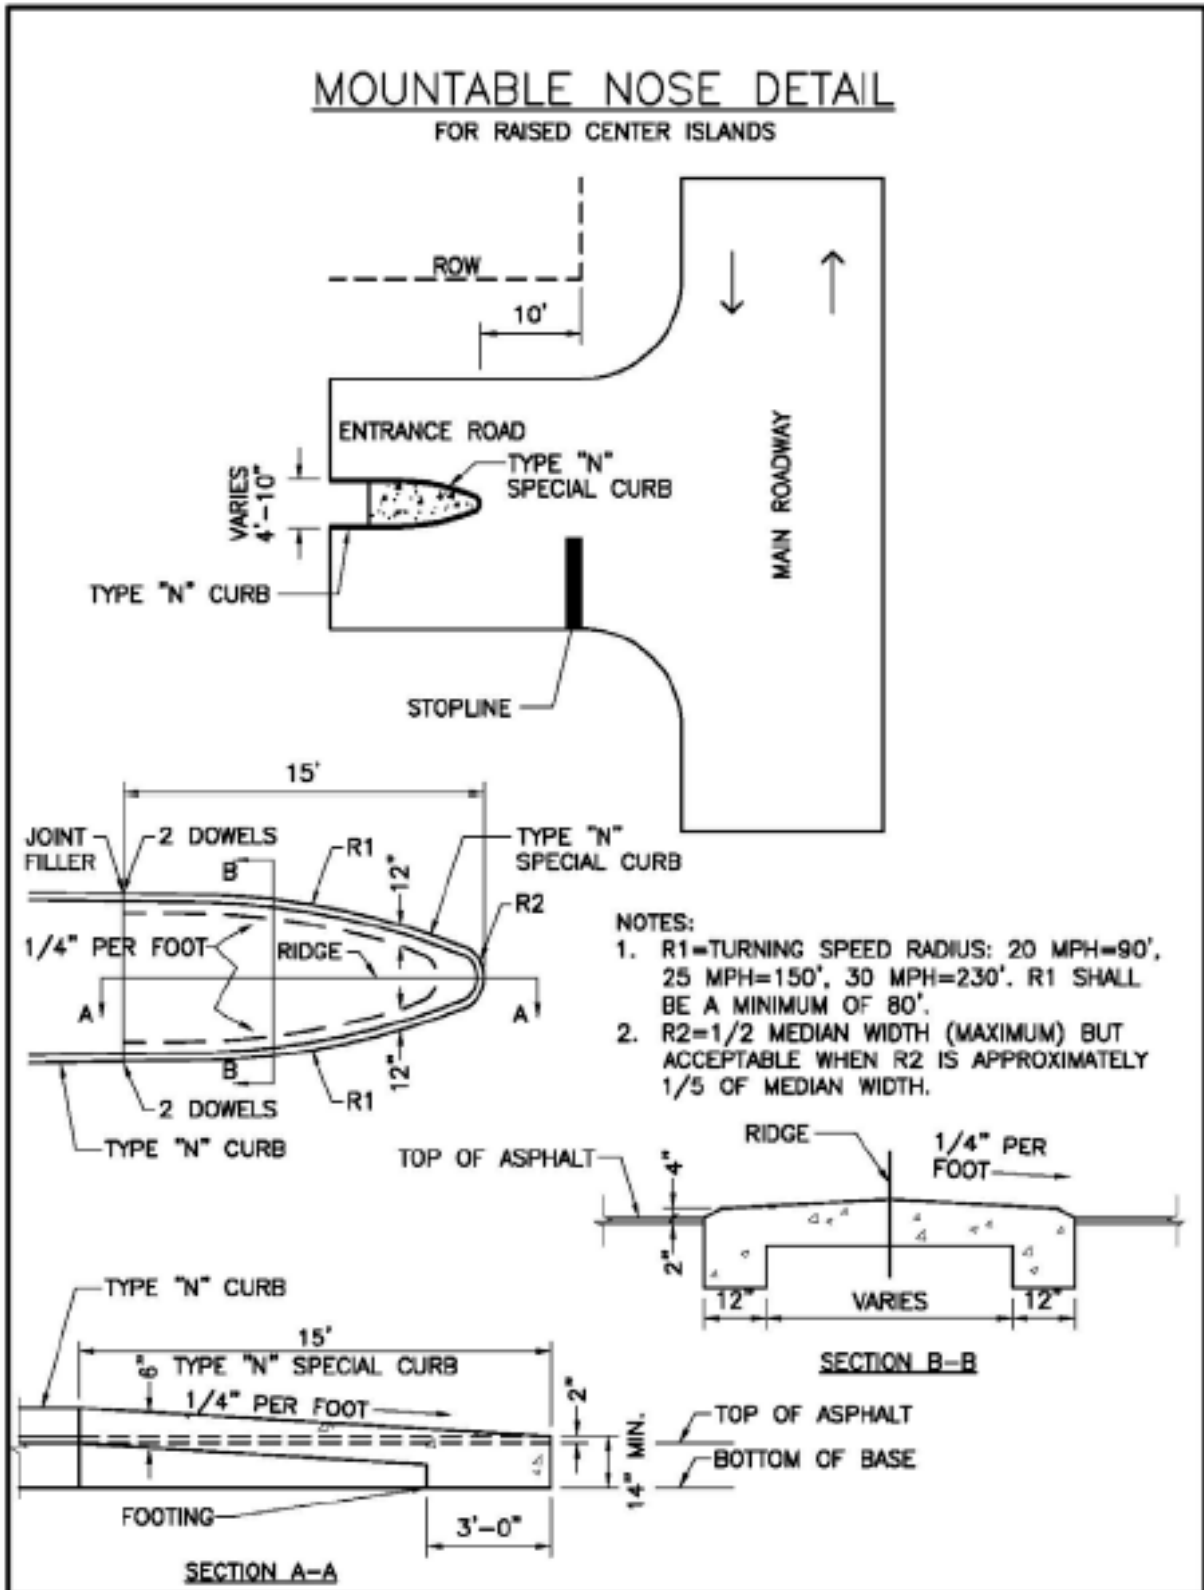 MOUNTABLE NOSE DETAIL
FOR RAISED CENTER ISLANDS
ROW
10'
ENTRANCE ROAD
TYPE "N"
SPECIAL CURB
VARIES
4'-10"
MAIN ROADWAY
TYPE "N" CURB
STOPLINE
15'
JOINT
FILLER
2 DOWELS
B
R1
12"
TYPE "N"
SPECIAL CURB
R2
1/4" PER FOOT
RIDGE
A
A
B
12"
R1
2 DOWELS
TYPE "N" CURB
NOTES:
1. R1=TURNING SPEED RADIUS: 20 MPH=90',
25 MPH=150', 30 MPH=230'. R1 SHALL
BE A MINIMUM OF 80'.
2. R2=1/2 MEDIAN WIDTH (MAXIMUM) BUT
ACCEPTABLE WHEN R2 IS APPROXIMATELY
1/5 OF MEDIAN WIDTH.
RIDGE
1/4" PER
FOOT
TOP OF ASPHALT
4"
2"
12"
VARIES
12"
SECTION B-B
TYPE "N" CURB
15'
6"
TYPE "N" SPECIAL CURB
1/4" PER FOOT
2"
14" MIN.
TOP OF ASPHALT
BOTTOM OF BASE
FOOTING
3'-0"
SECTION A-A